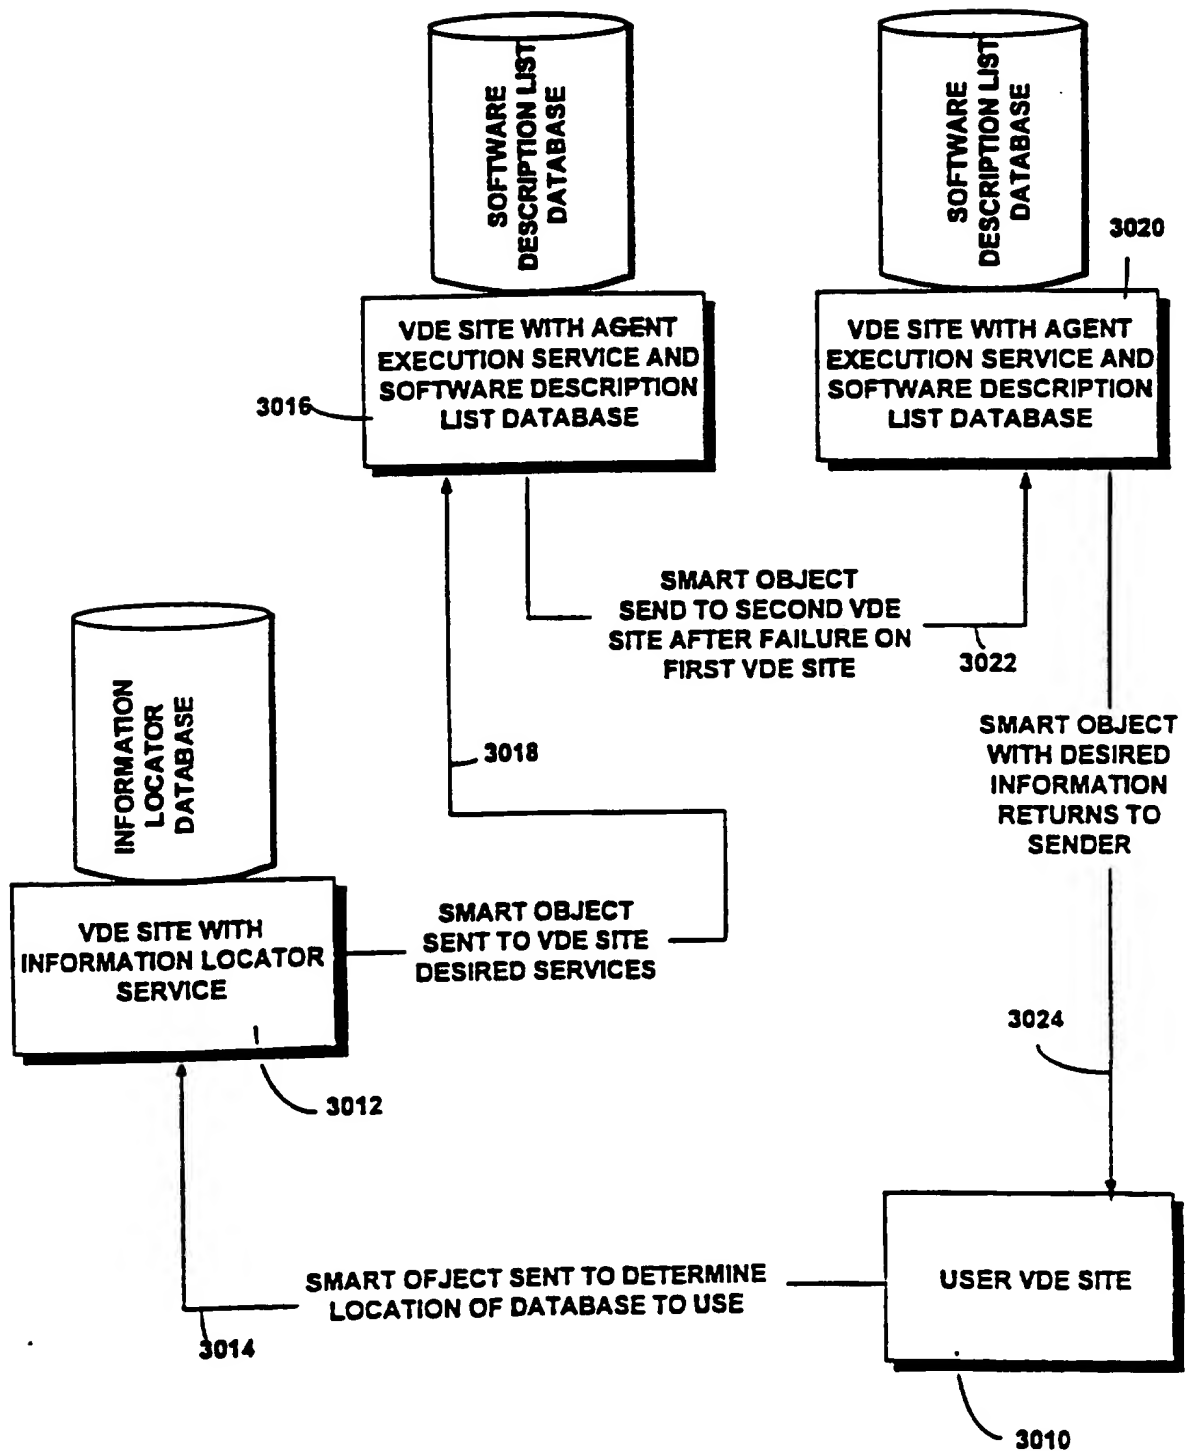 SOFTWARE
DESCRIPTION LIST
DATABASE
SOFTWARE
DESCRIPTION LIST
DATABASE
3020
VDE SITE WITH AGENT
EXECUTION SERVICE AND
SOFTWARE DESCRIPTION
LIST DATABASE
3016
VDE SITE WITH AGENT
EXECUTION SERVICE AND
SOFTWARE DESCRIPTION
LIST DATABASE
SMART OBJECT
SEND TO SECOND VDE
SITE AFTER FAILURE ON
FIRST VDE SITE
3022
INFORMATION
LOCATOR
DATABASE
3018
SMART OBJECT
WITH DESIRED
INFORMATION
RETURNS TO
SENDER
VDE SITE WITH
INFORMATION LOCATOR
SERVICE
SMART OBJECT
SENT TO VDE SITE
DESIRED SERVICES
3024
3012
SMART OFJECT SENT TO DETERMINE
LOCATION OF DATABASE TO USE
USER VDE SITE
3014
3010